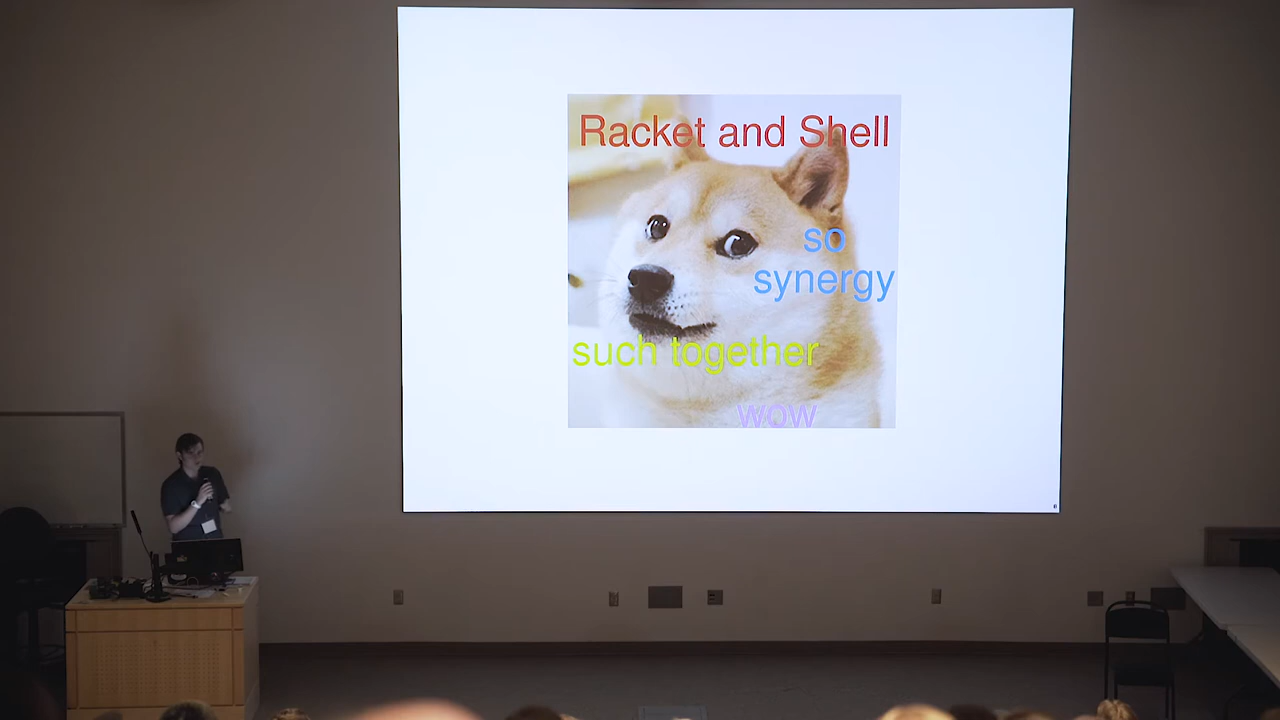 Racket and Shell
so
synergy
such together
wow